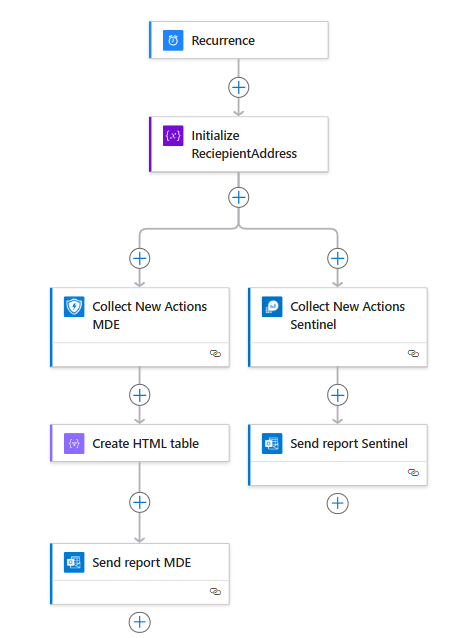 Recurrence
Initialize
ReciepientAddress
Collect New Actions
MDE
Collect New Actions
Sentinel
Create HTML table
Send report Sentinel
Send report MDE